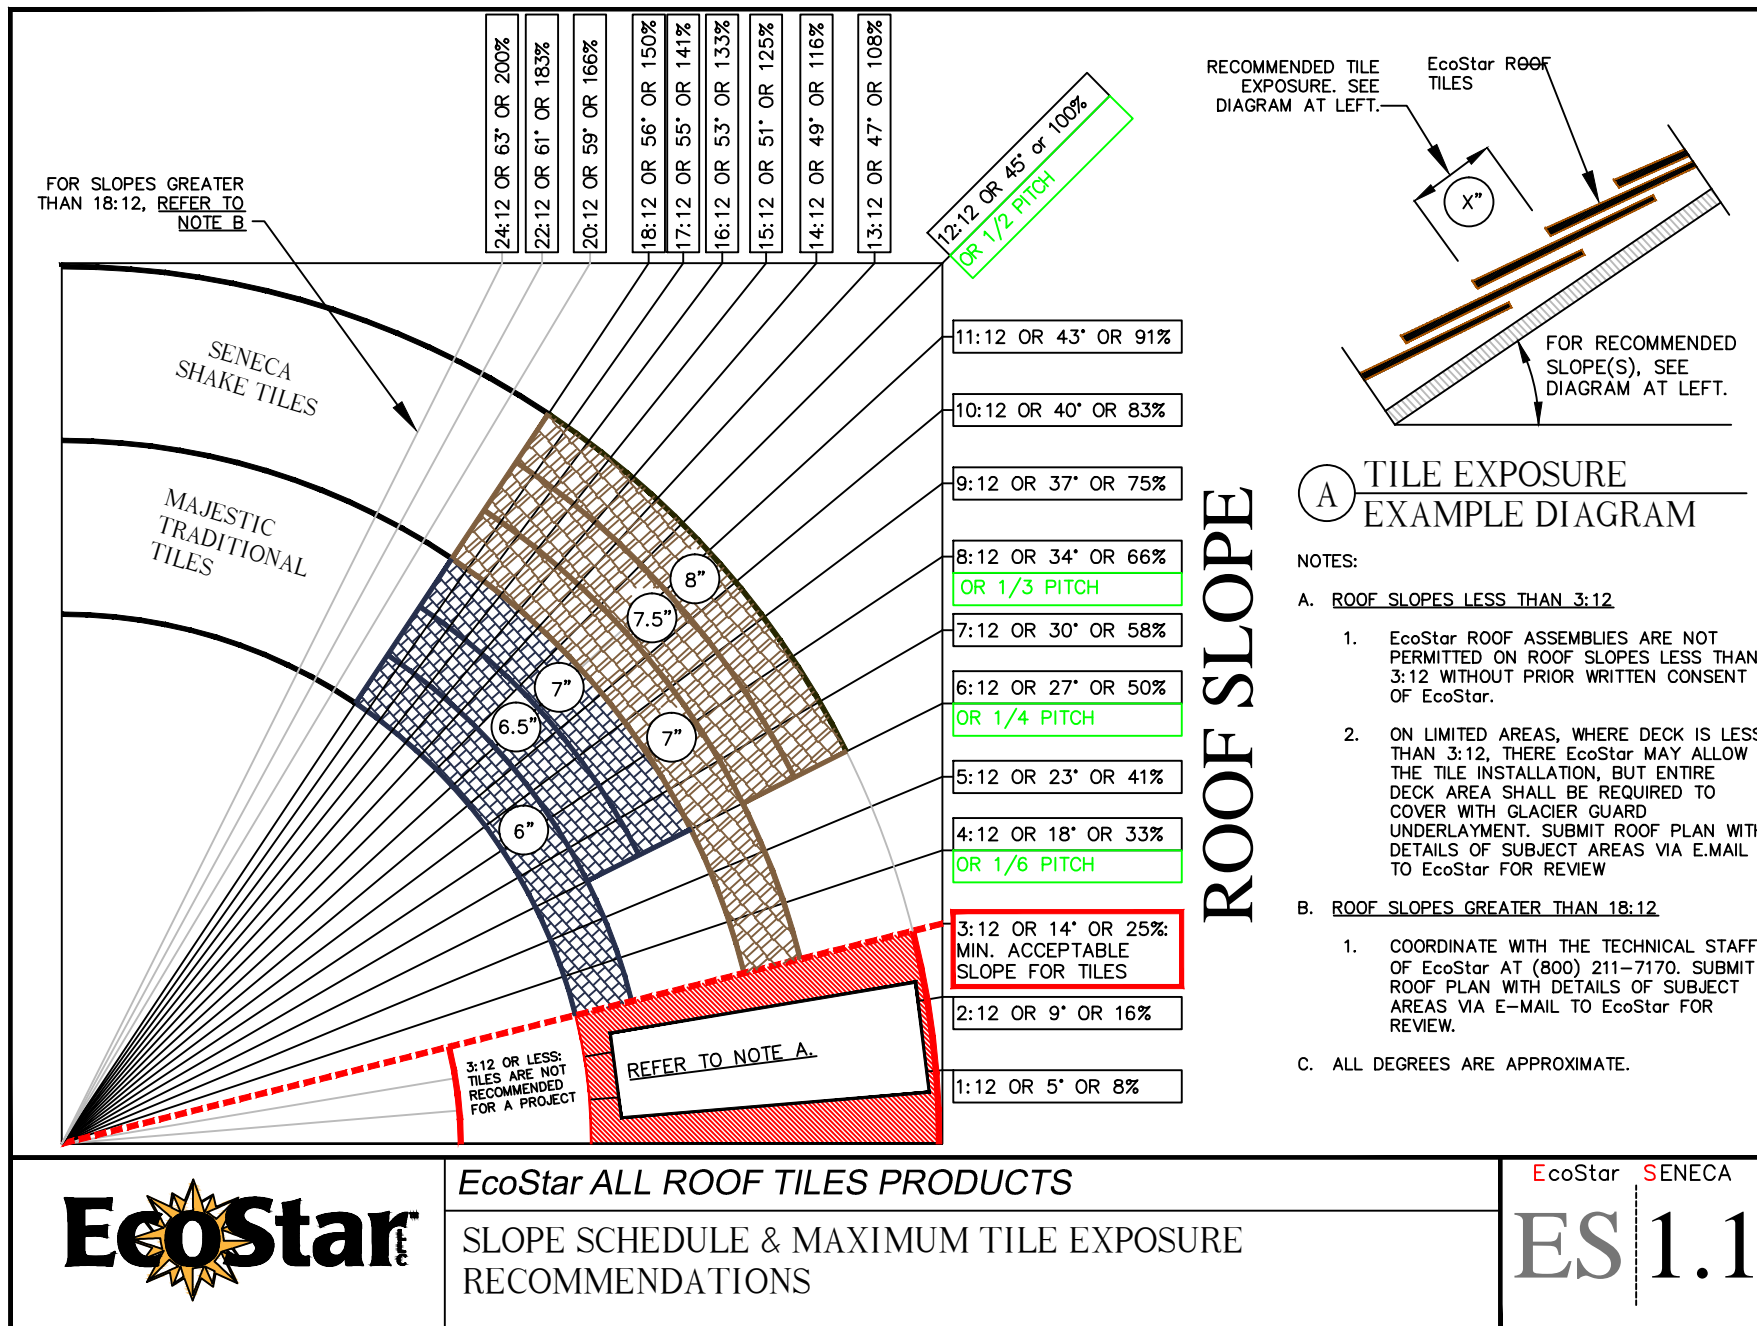 24:12 OR 63° OR 200%
22:12 OR 61° OR 183%
20:12 OR 59° OR 166%
18:12 OR 56° OR 150%
17:12 OR 55° OR 141%
16:12 OR 53° OR 133%
15:12 OR 51° OR 125%
14:12 OR 49° OR 116%
13:12 OR 47° OR 108%
12:12 OR 45° or 100%
OR 1/2 PITCH
FOR SLOPES GREATER
THAN 18:12, REFER TO
NOTE B
SENECA
SHAKE TILES
MAJESTIC
TRADITIONAL
TILES
8"
7.5"
7"
7"
6.5"
6"
11:12 OR 43° OR 91%
10:12 OR 40° OR 83%
9:12 OR 37° OR 75%
8:12 OR 34° OR 66%
OR 1/3 PITCH
7:12 OR 30° OR 58%
6:12 OR 27° OR 50%
OR 1/4 PITCH
5:12 OR 23° OR 41%
4:12 OR 18° OR 33%
OR 1/6 PITCH
3:12 OR 14° OR 25%:
MIN. ACCEPTABLE
SLOPE FOR TILES
2:12 OR 9° OR 16%
1:12 OR 5° OR 8%
3:12 OR LESS:
TILES ARE NOT
RECOMMENDED
FOR A PROJECT
REFER TO NOTE A.
ROOF SLOPE
RECOMMENDED TILE
EXPOSURE. SEE
DIAGRAM AT LEFT.
EcoStar ROOF
TILES
X"
FOR RECOMMENDED
SLOPE(S), SEE
DIAGRAM AT LEFT.
A TILE EXPOSURE
EXAMPLE DIAGRAM
NOTES:
A. ROOF SLOPES LESS THAN 3:12
1. EcoStar ROOF ASSEMBLIES ARE NOT
PERMITTED ON ROOF SLOPES LESS THAN
3:12 WITHOUT PRIOR WRITTEN CONSENT
OF EcoStar.
2. ON LIMITED AREAS, WHERE DECK IS LESS
THAN 3:12, THERE EcoStar MAY ALLOW
THE TILE INSTALLATION, BUT ENTIRE
DECK AREA SHALL BE REQUIRED TO
COVER WITH GLACIER GUARD
UNDERLAYMENT. SUBMIT ROOF PLAN WITH
DETAILS OF SUBJECT AREAS VIA E.MAIL
TO EcoStar FOR REVIEW
B. ROOF SLOPES GREATER THAN 18:12
1. COORDINATE WITH THE TECHNICAL STAFF
OF EcoStar AT (800) 211-7170. SUBMIT
ROOF PLAN WITH DETAILS OF SUBJECT
AREAS VIA E-MAIL TO EcoStar FOR
REVIEW.
C. ALL DEGREES ARE APPROXIMATE.
EcoStar
EcoStar ALL ROOF TILES PRODUCTS
SLOPE SCHEDULE & MAXIMUM TILE EXPOSURE
RECOMMENDATIONS
EcoStar SENECA
ES 1.1